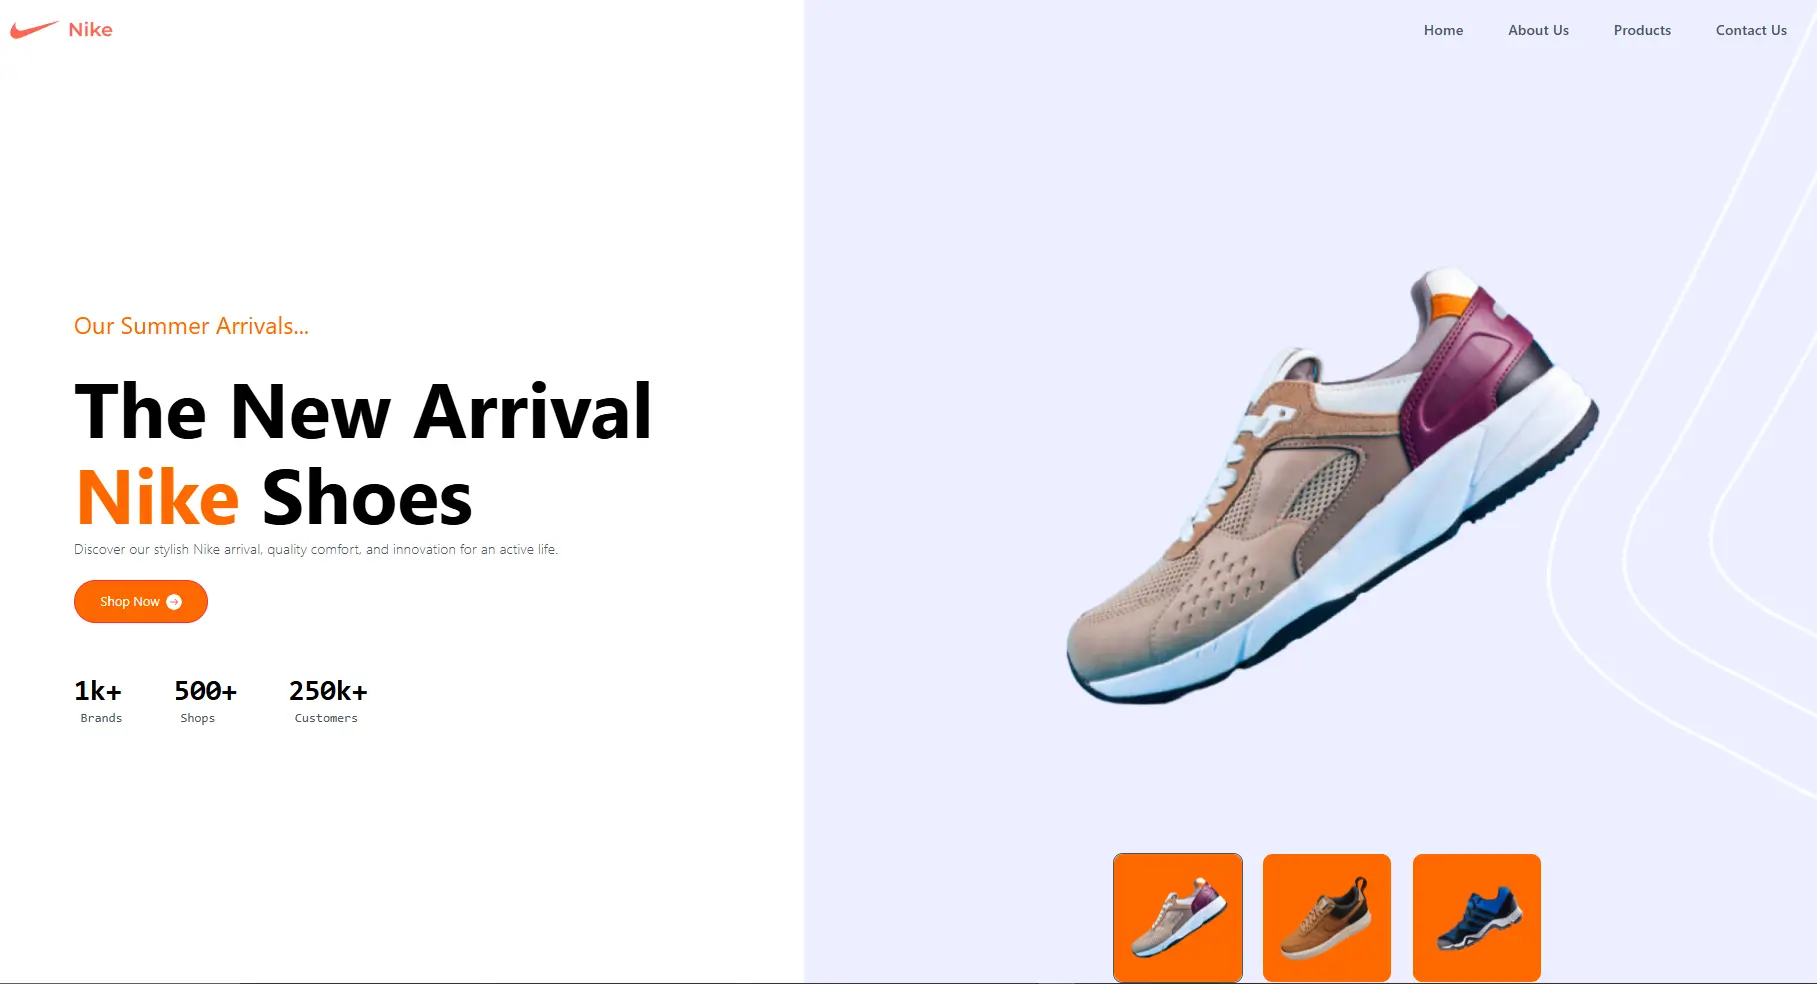 Nike
Home
About Us
Products
Contact Us
Our Summer Arrivals...
The New Arrival
Nike Shoes
Discover our stylish Nike arrival, quality comfort, and innovation for an active life.
Shop Now
1k+
Brands
500+
Shops
250k+
Customers